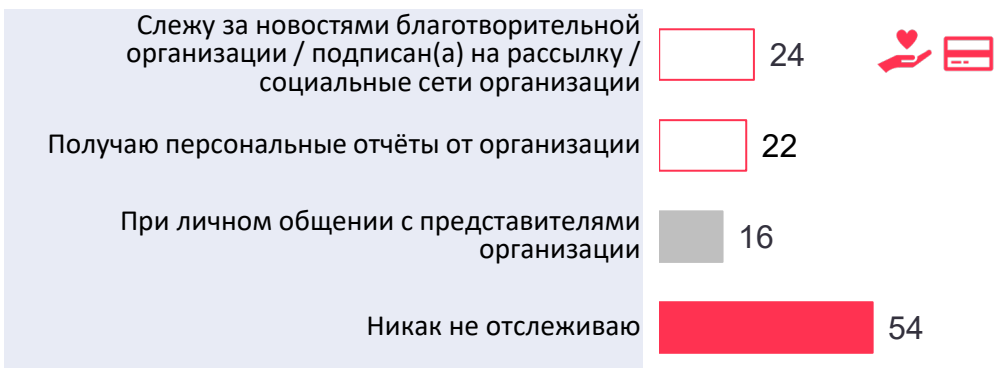 Слежу за новостями благотворительной
организации / подписан(а) на рассылку /
социальные сети организации
24
Получаю персональные отчёты от организации
22
При личном общении с представителями
организации
16
Никак не отслеживаю
54